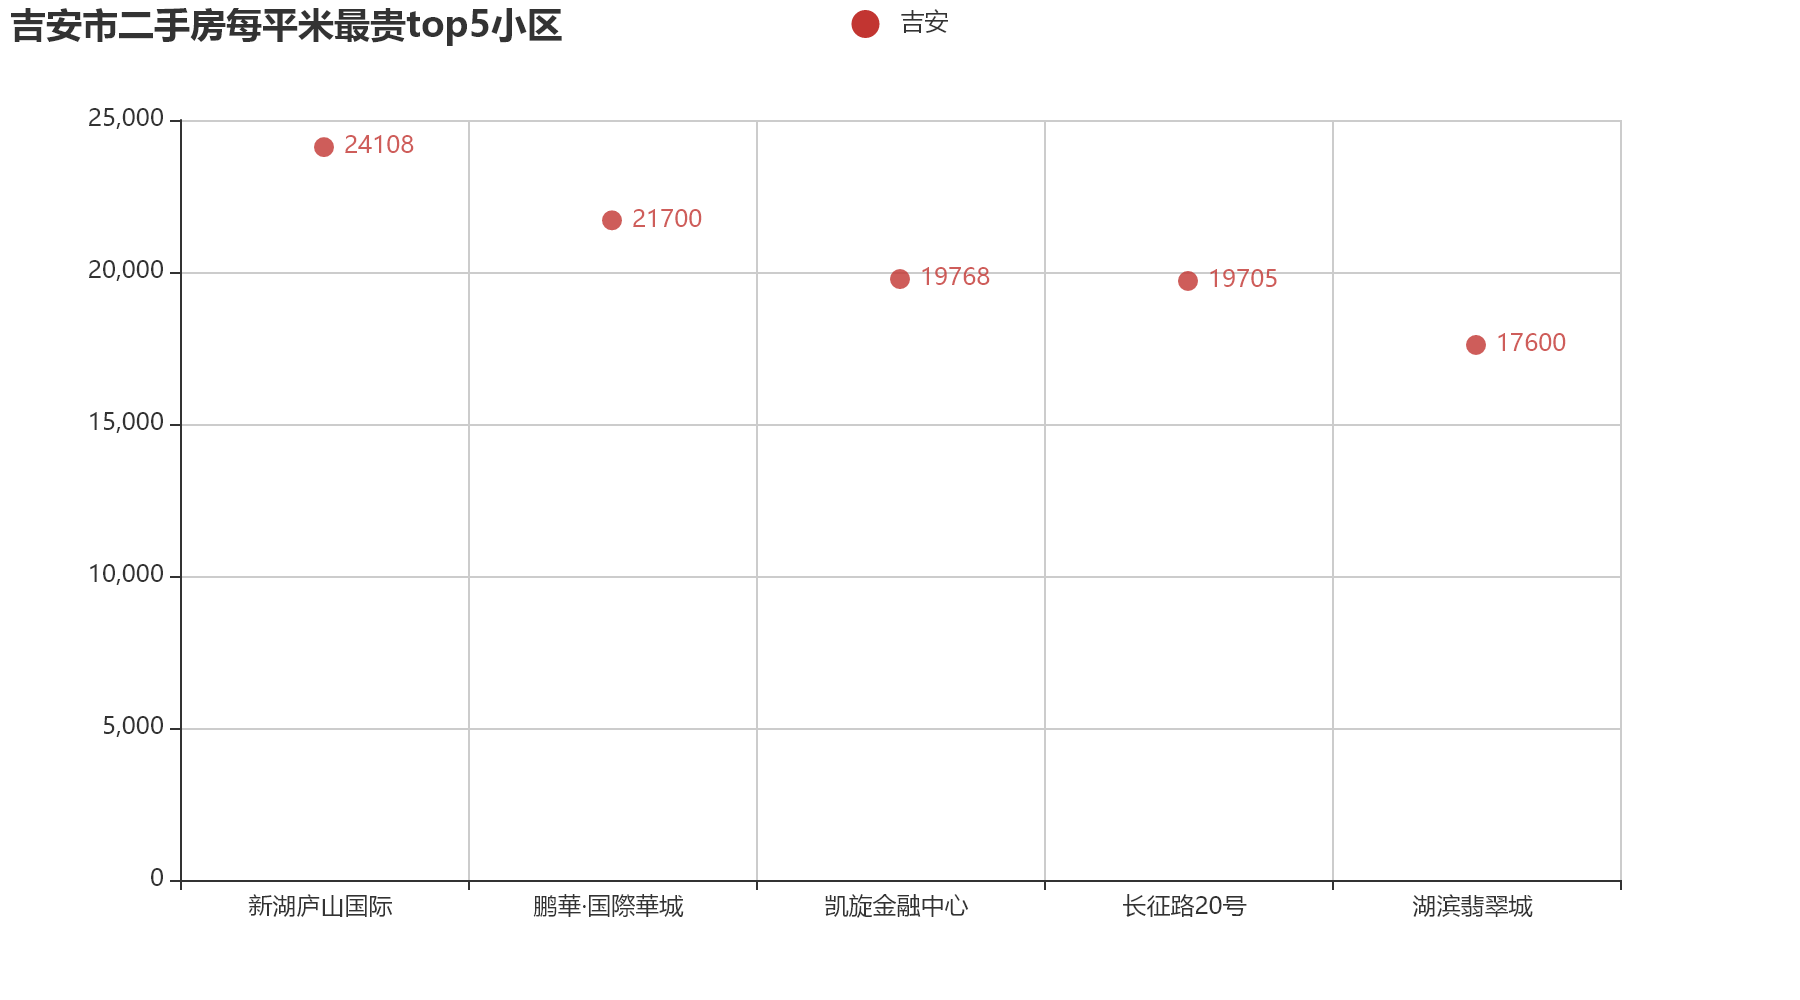 吉安市二手房每平米最贵top5小区
吉安
25,000
20,000
15,000
10,000
5,000
0
24108
21700
19768
19705
17600
新湖庐山国际
鹏華·国際華城
凯旋金融中心
长征路20号
湖滨翡翠城